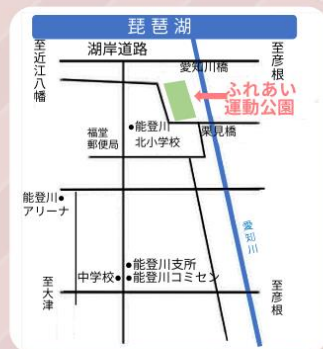 琵琶湖
湖岸道路
至近江八幡
愛知川橋
至彦根
ふれあい
運動公園
福堂
郵便局
●能登川
北小学校
栗見橋
能登川●
アリーナ
愛知川
●能登川支所
中学校●●能登川コミセン
至大津
至彦根